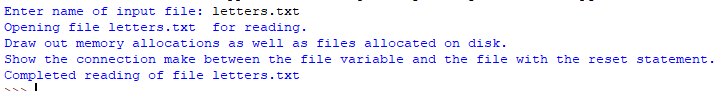 Enter name of input file: letters.txt
Opening file letters.txt  for reading.
Draw out memory allocations as well as files allocated on disk.
Show the connection make between the file variable and the file with the reset statement.
Completed reading of file letters.txt
>>>